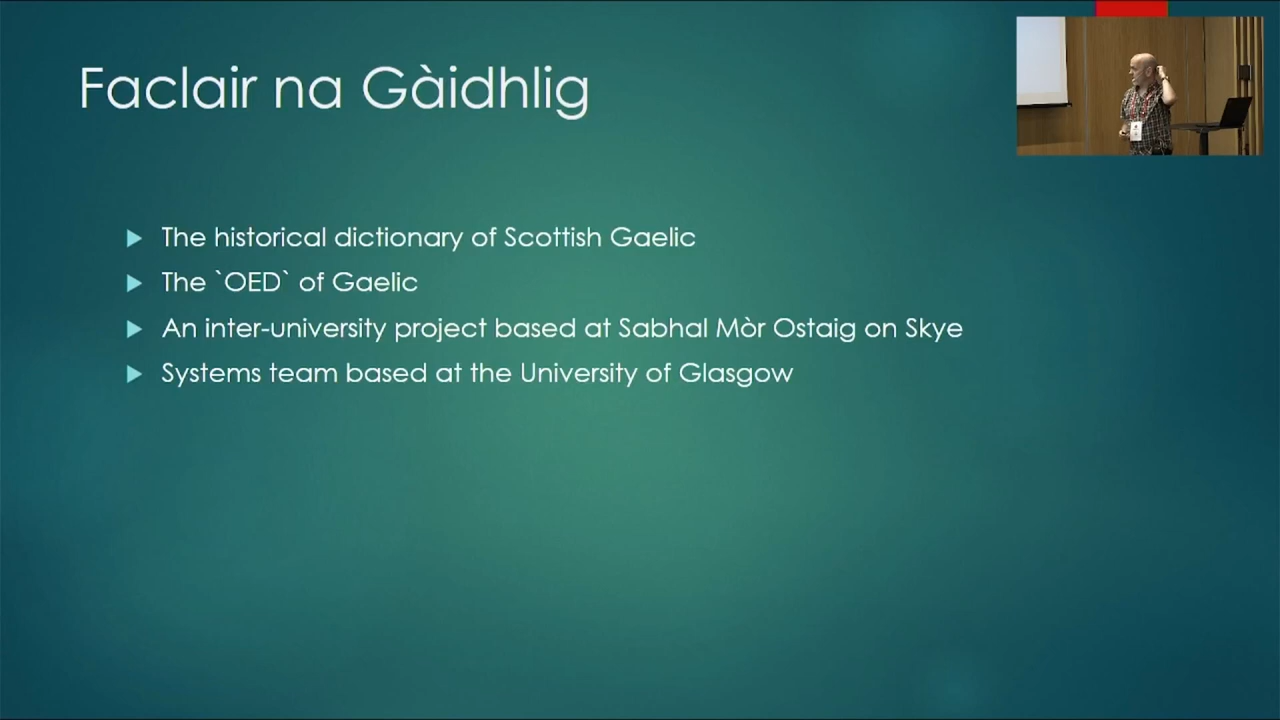 Faclair na Gàidhlig
The historical dictionary of Scottish Gaelic
The `OED` of Gaelic
An inter-university project based at Sabhal Mòr Ostaig on Skye
Systems team based at the University of Glasgow